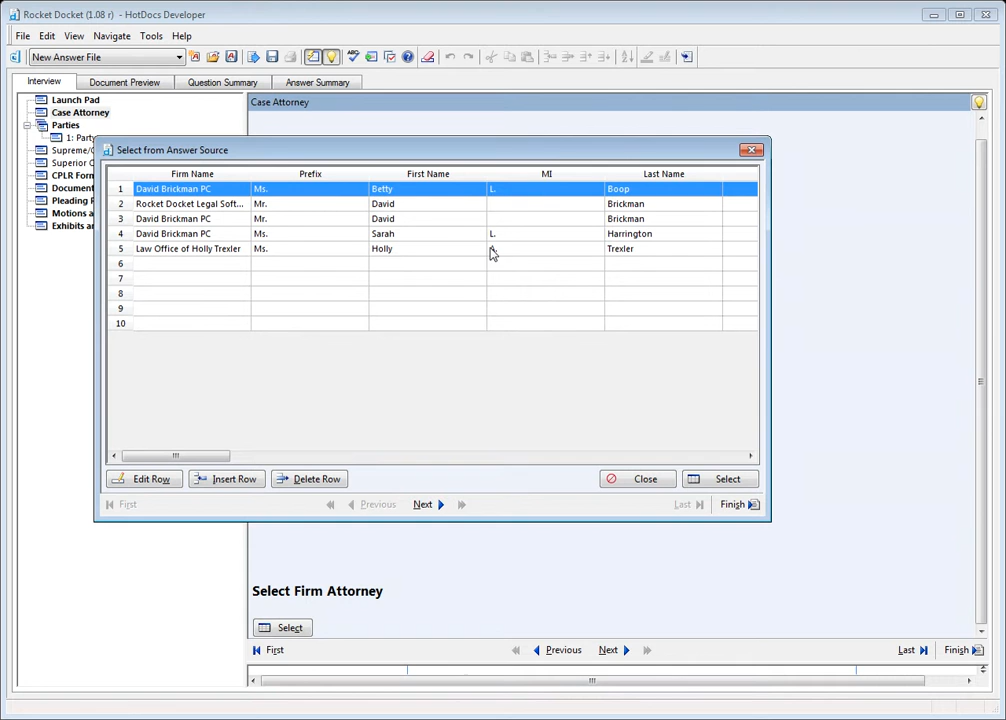 Rocket Docket (1.08 r) - HotDocs Developer
File Edit View Navigate Tools Help
New Answer File
Interview Document Preview Question Summary Answer Summary
Launch Pad
Case Attorney
Parties
1: Party
Supreme/C
Superior C
CPLR Form
Document
Pleading P
Motions a
Exhibits an
Case Attorney
Select from Answer Source
Firm Name Prefix First Name MI Last Name
1 David Brickman PC Ms. Betty L. Boop
2 Rocket Docket Legal Soft... Mr. David Brickman
3 David Brickman PC Mr. David Brickman
4 David Brickman PC Ms. Sarah L. Harrington
5 Law Office of Holly Trexler Ms. Holly Trexler
6
7
8
9
10
Edit Row Insert Row Delete Row Close Select
First Previous Next Last Finish
Select Firm Attorney
Select
First Previous Next Last Finish